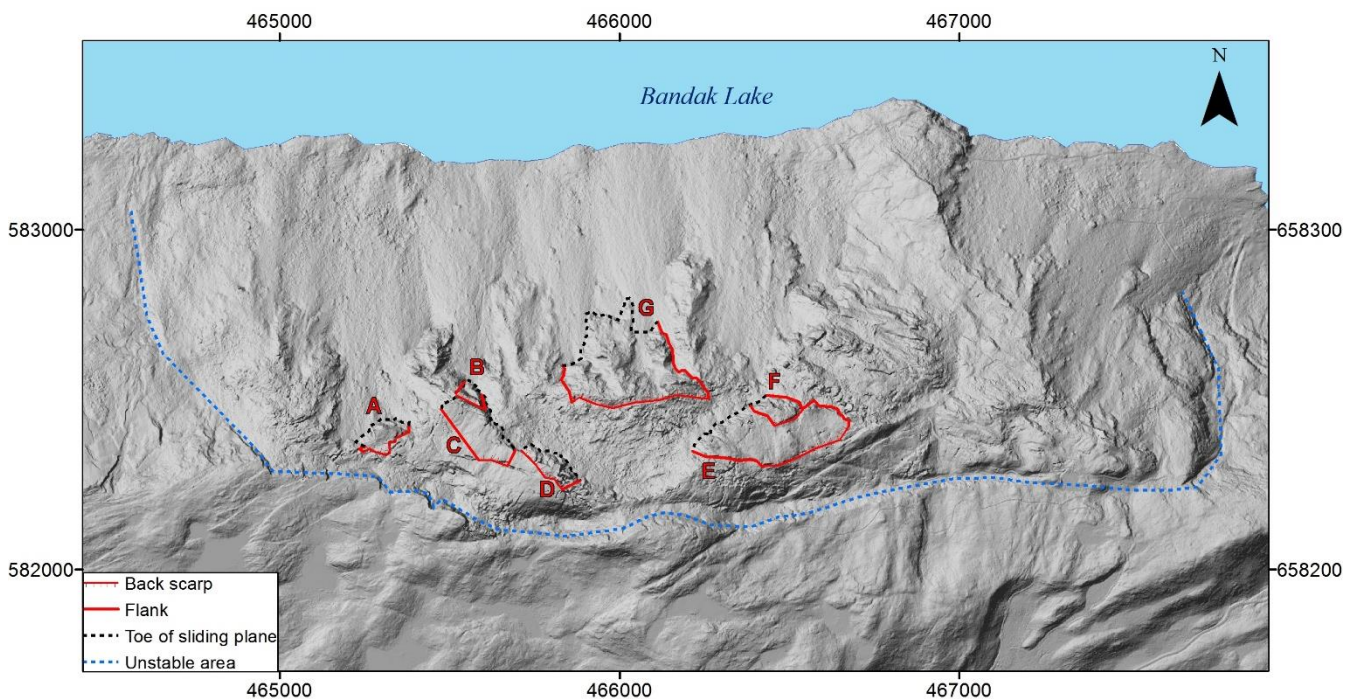 465000 466000 467000
N
Bandak Lake
583000
658300
G
B
F
A
C
E
D
582000
658200
Back scarp
Flank
Toe of sliding plane
Unstable area
465000 466000 467000